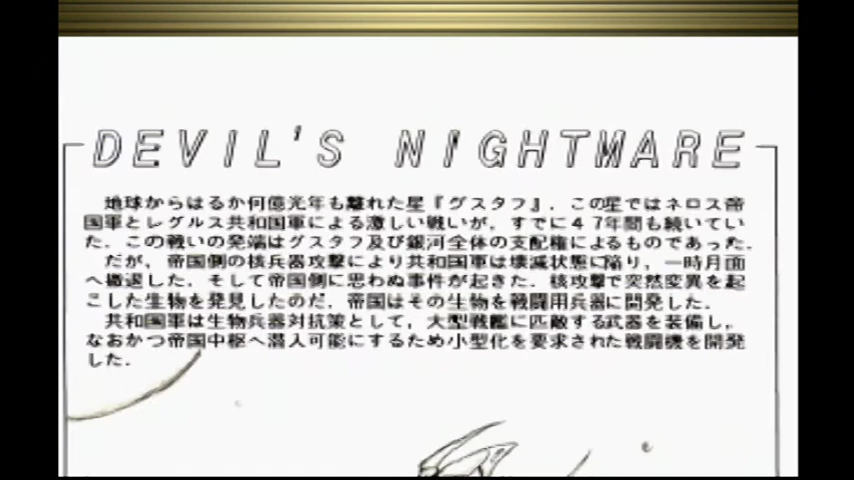 DEVIL'S NIGHTMARE
地球からはるか何億光年も離れた星『グスタフ』．この星ではネロス帝
国軍とレグルス共和国軍による激しい戦いが，すでに４７年間も続いてい
た．この戦いの発端はグスタフ及び銀河全体の支配権によるものであった．
だが，帝国側の核兵器攻撃により共和国軍は壊滅状態に陥り，一時月面
へ撤退した．そして帝国側に思わぬ事件が起きた．核攻撃で突然変異を起
こした生物を発見したのだ．帝国はその生物を戦闘用兵器に開発した．
共和国軍は生物兵器対抗策として，大型戦艦に匹敵する武器を装備し，
なおかつ帝国中枢へ潜入可能にするため小型化を要求された戦闘機を開発
した．